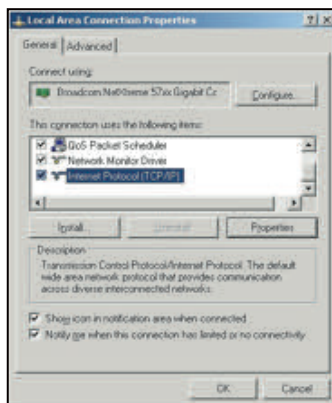 Local Area Connection Properties
General Advanced
Connect using:
Broadcom NetXtreme 57xx Gigabit Cc
Configure...
This connection uses the following items:
QoS Packet Scheduler
Network Monitor Driver
Internet Protocol (TCP/IP)
Install... Uninstall Properties
Description
Transmission Control Protocol/Internet Protocol. The default
wide area network protocol that provides communication
across diverse interconnected networks.
Show icon in notification area when connected
Notify me when this connection has limited or no connectivity
OK Cancel